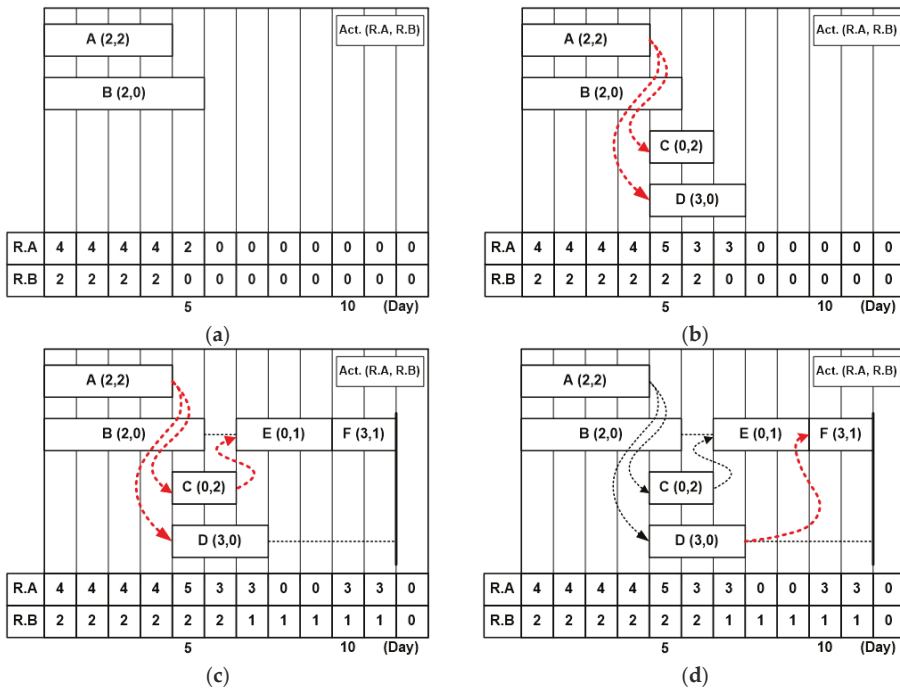 A (2,2)
Act. (R.A, R.B)
B (2,0)
R.A 4 4 4 4 2 0 0 0 0 0 0 0
R.B 2 2 2 2 0 0 0 0 0 0 0 0
5 10 (Day)
(a)
A (2,2)
Act. (R.A, R.B)
B (2,0)
C (0,2)
D (3,0)
R.A 4 4 4 4 5 3 3 0 0 0 0 0
R.B 2 2 2 2 2 2 0 0 0 0 0 0
5 10 (Day)
(b)
A (2,2)
Act. (R.A, R.B)
B (2,0) E (0,1) F (3,1)
C (0,2)
D (3,0)
R.A 4 4 4 4 5 3 3 0 0 3 3 0
R.B 2 2 2 2 2 2 1 1 1 1 1 0
5 10 (Day)
(c)
A (2,2)
Act. (R.A, R.B)
B (2,0) E (0,1) F (3,1)
C (0,2)
D (3,0)
R.A 4 4 4 4 5 3 3 0 0 3 3 0
R.B 2 2 2 2 2 2 1 1 1 1 1 0
5 10 (Day)
(d)